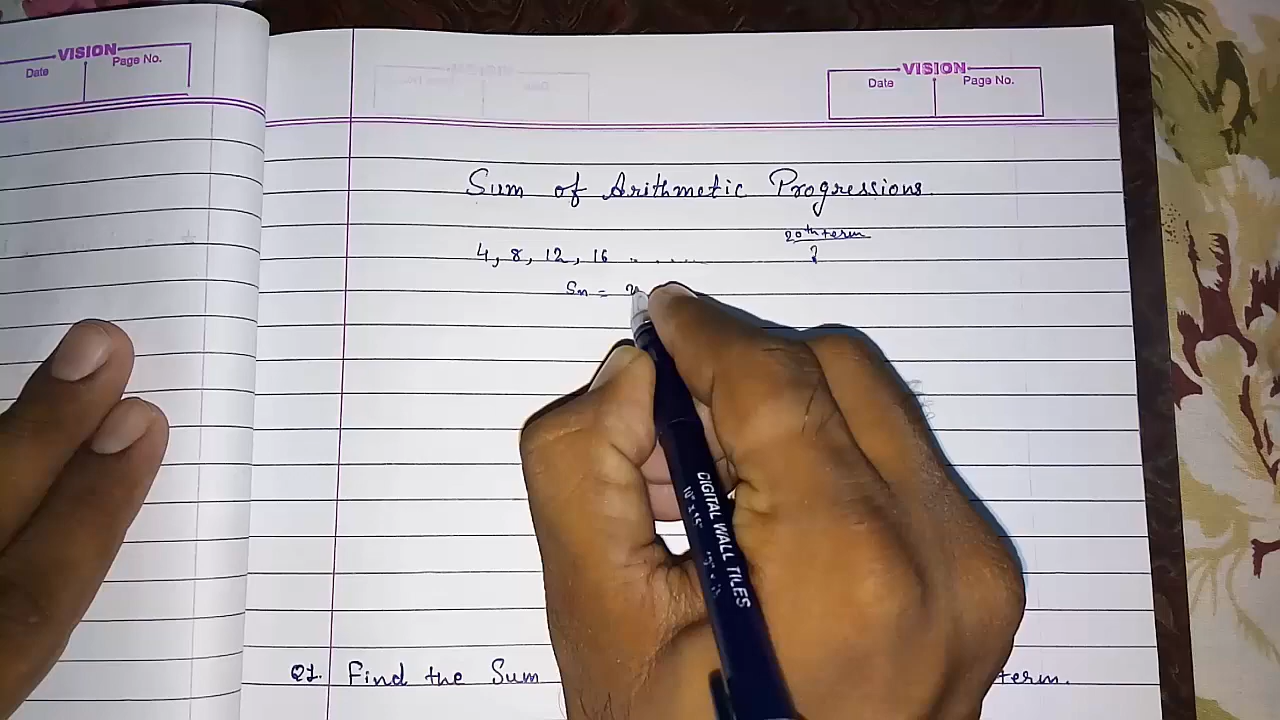 VISION
Date Page No.
VISION
Date Page No.
Sum of Arithmetic Progressions.
20th term
4, 8, 12, 16 ........ ?
Sn = n
Q1. Find the Sum term.
DIGITAL WALL TILES